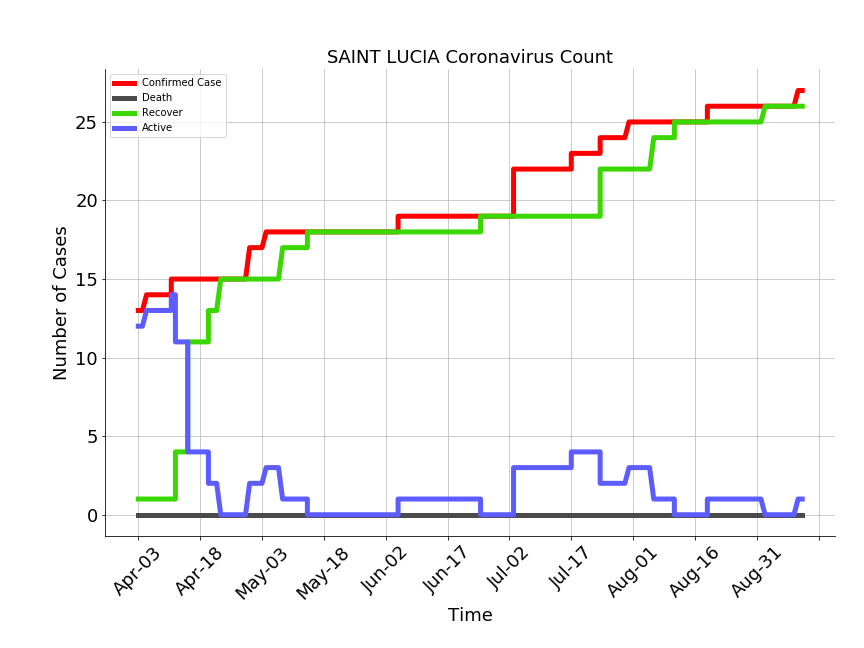 SAINT LUCIA Coronavirus Count
Confirmed Case
Death
Recover
Active
Number of Cases
25
20
15
10
5
0
Apr-03
Apr-18
May-03
May-18
Jun-02
Jun-17
Jul-02
Jul-17
Aug-01
Aug-16
Aug-31
Time